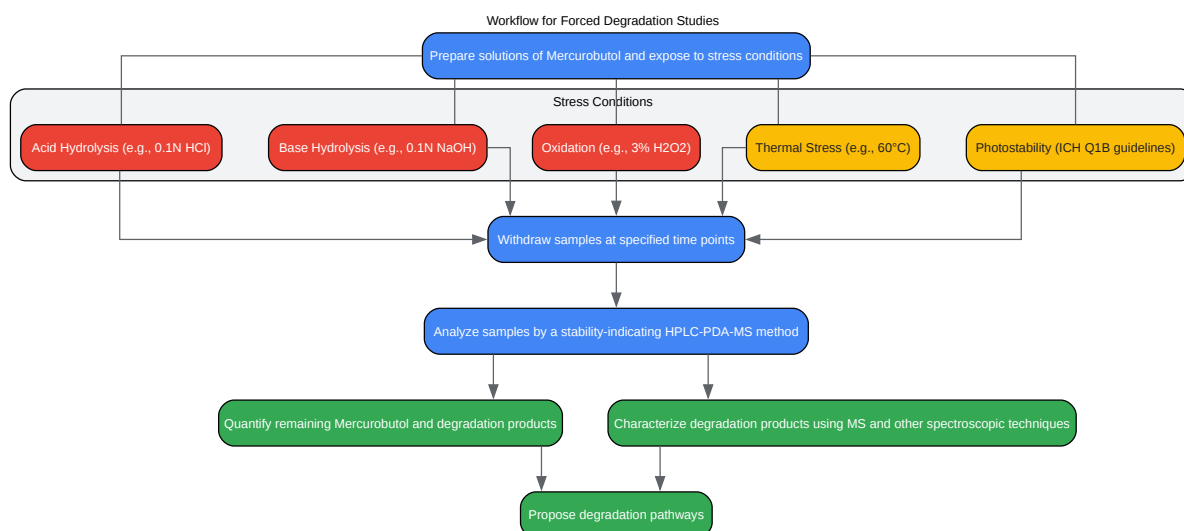 Workflow for Forced Degradation Studies
Prepare solutions of Mercurobutol and expose to stress conditions
Stress Conditions
Acid Hydrolysis (e.g., 0.1N HCl)
Base Hydrolysis (e.g., 0.1N NaOH)
Oxidation (e.g., 3% H2O2)
Thermal Stress (e.g., 60°C)
Photostability (ICH Q1B guidelines)
Withdraw samples at specified time points
Analyze samples by a stability-indicating HPLC-PDA-MS method
Quantify remaining Mercurobutol and degradation products
Characterize degradation products using MS and other spectroscopic techniques
Propose degradation pathways